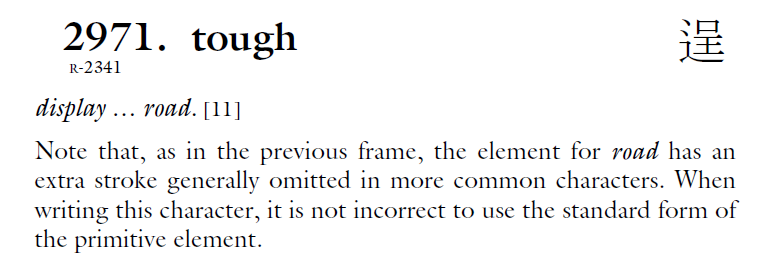 2971. tough 逞
R-2341
display … road. [11]
Note that, as in the previous frame, the element for road has an
extra stroke generally omitted in more common characters. When
writing this character, it is not incorrect to use the standard form of
the primitive element.